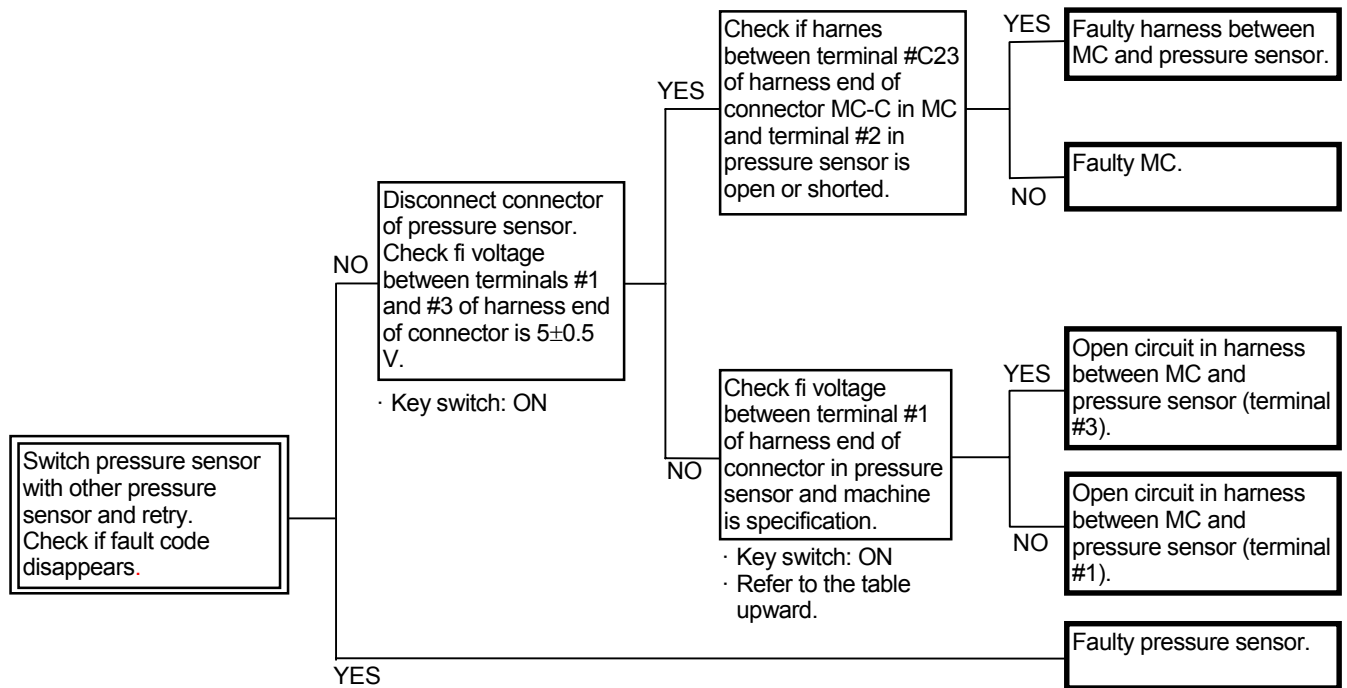 Switch pressure sensor
with other pressure
sensor and retry.
Check if fault code
disappears.
NO
Disconnect connector
of pressure sensor.
Check fi voltage
between terminals #1
and #3 of harness end
of connector is 5±0.5
V.
· Key switch: ON
YES
Check if harnes
between terminal #C23
of harness end of
connector MC-C in MC
and terminal #2 in
pressure sensor is
open or shorted.
YES
Faulty harness between
MC and pressure sensor.
NO
Faulty MC.
NO
Check fi voltage
between terminal #1
of harness end of
connector in pressure
sensor and machine
is specification.
· Key switch: ON
· Refer to the table
upward.
YES
Open circuit in harness
between MC and
pressure sensor (terminal
#3).
NO
Open circuit in harness
between MC and
pressure sensor (terminal
#1).
YES
Faulty pressure sensor.